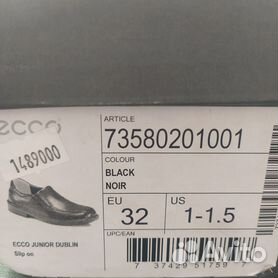 ARTICLE
ecco
73580201001
1489000
COLOUR
BLACK
NOIR
EU
US
32
1-1.5
ECCO JUNIOR DUBLIN
Slip on
UPC/EAN
7 37429 51759
Avito